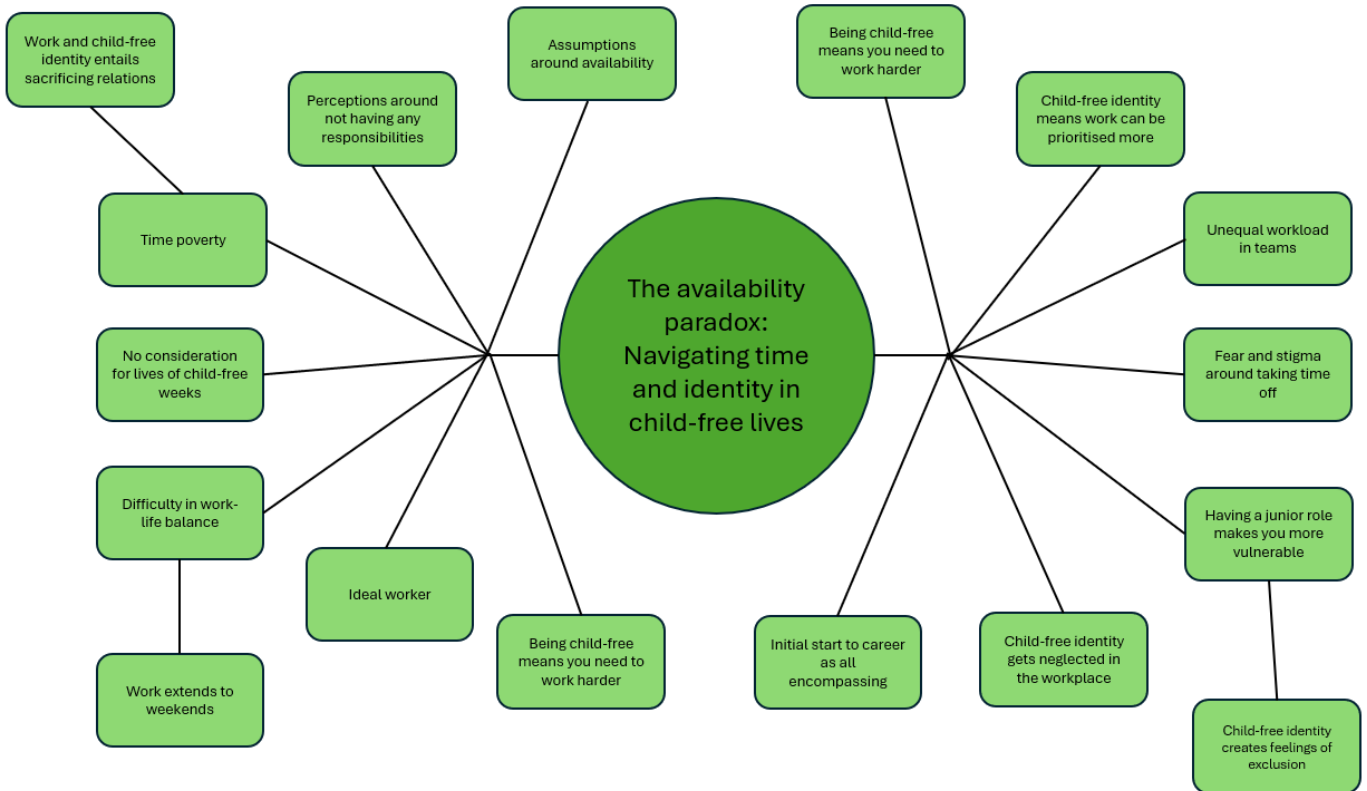 Work and child-free
identity entails
sacrificing relations
Perceptions around
not having any
responsibilities
Assumptions
around availability
Being child-free
means you need to
work harder
Child-free identity
means work can be
prioritised more
Time poverty
Unequal workload
in teams
The availability
paradox:
Navigating time
and identity in
child-free lives
No consideration
for lives of child-free
weeks
Fear and stigma
around taking time
off
Difficulty in work-
life balance
Having a junior role
makes you more
vulnerable
Ideal worker
Being child-free
means you need to
work harder
Initial start to career
as all
encompassing
Child-free identity
gets neglected in
the workplace
Work extends to
weekends
Child-free identity
creates feelings of
exclusion